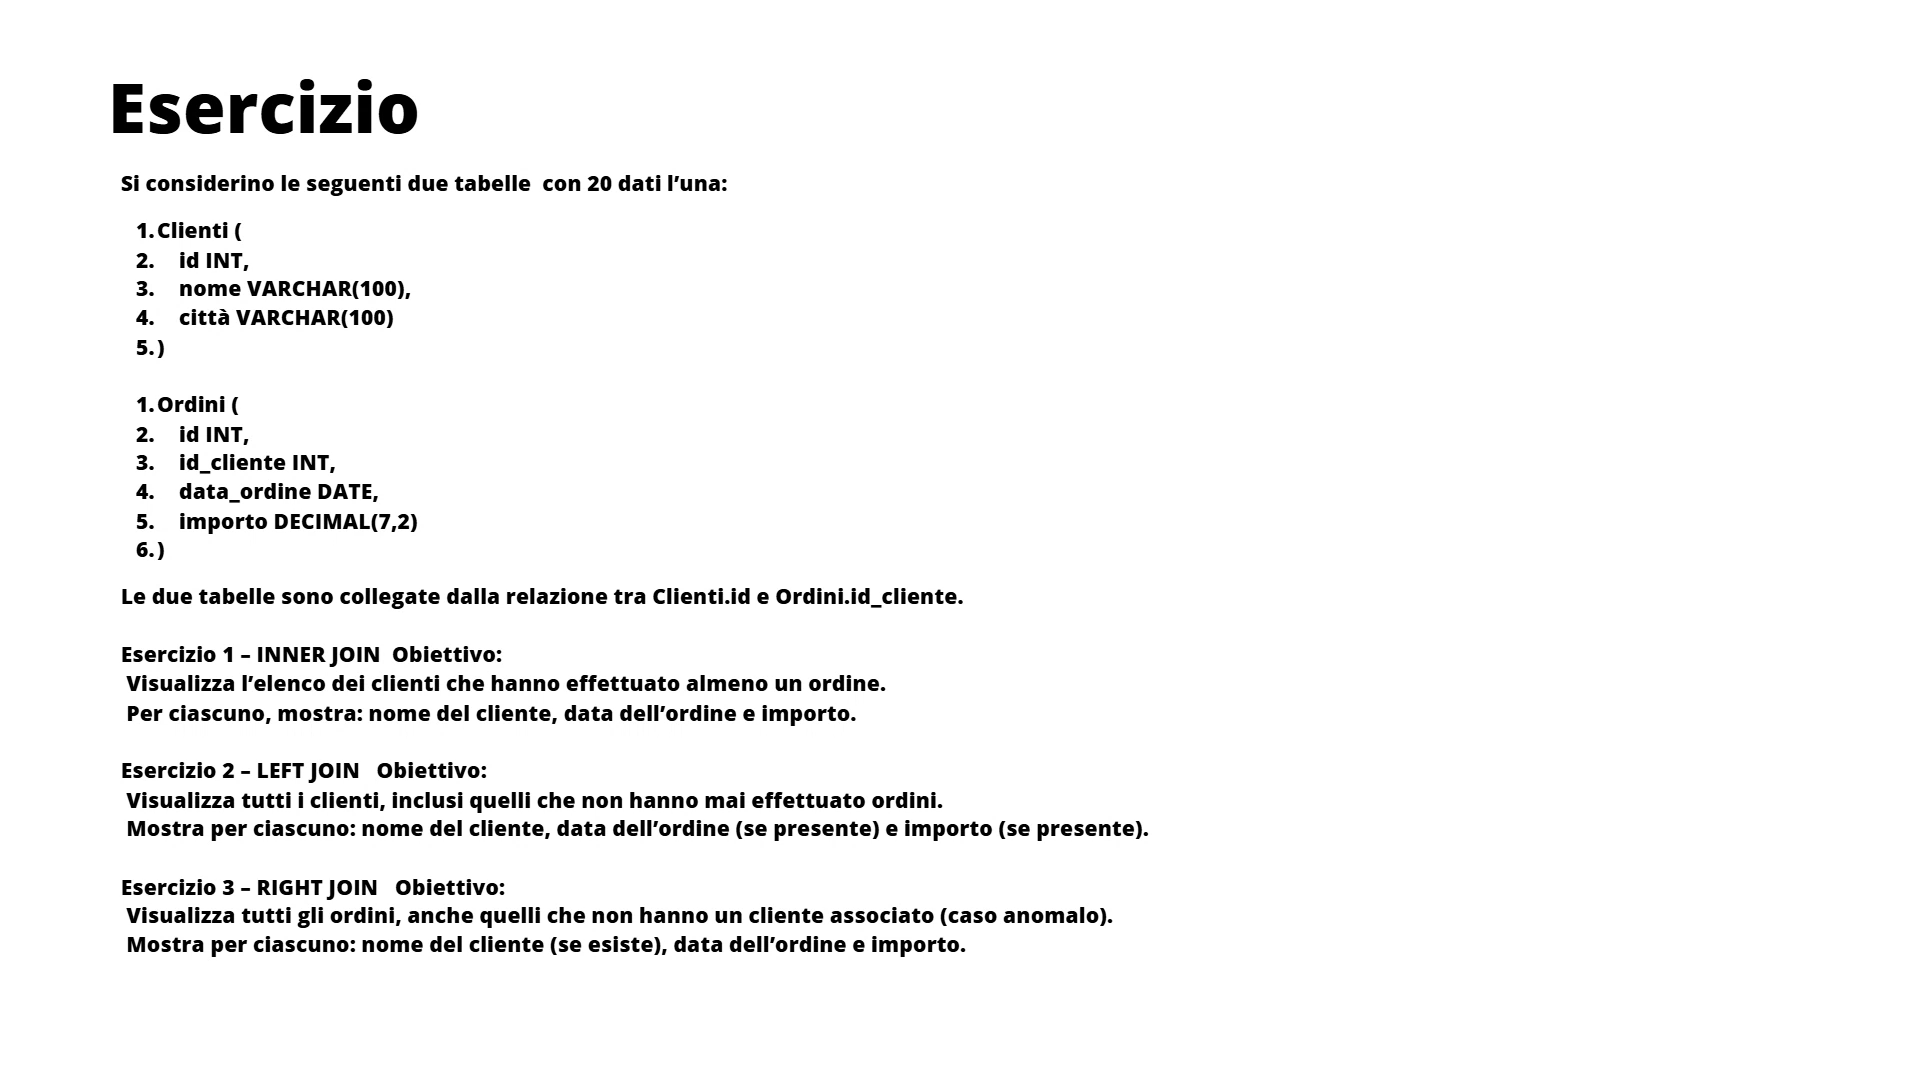 Esercizio
Si considerino le seguenti due tabelle  con 20 dati l’una:
1. Clienti (
2.    id INT,
3.    nome VARCHAR(100),
4.    città VARCHAR(100)
5. )
1. Ordini (
2.    id INT,
3.    id_cliente INT,
4.    data_ordine DATE,
5.    importo DECIMAL(7,2)
6. )
Le due tabelle sono collegate dalla relazione tra Clienti.id e Ordini.id_cliente.
Esercizio 1 – INNER JOIN  Obiettivo:
Visualizza l’elenco dei clienti che hanno effettuato almeno un ordine.
Per ciascuno, mostra: nome del cliente, data dell’ordine e importo.
Esercizio 2 – LEFT JOIN   Obiettivo:
Visualizza tutti i clienti, inclusi quelli che non hanno mai effettuato ordini.
Mostra per ciascuno: nome del cliente, data dell’ordine (se presente) e importo (se presente).
Esercizio 3 – RIGHT JOIN   Obiettivo:
Visualizza tutti gli ordini, anche quelli che non hanno un cliente associato (caso anomalo).
Mostra per ciascuno: nome del cliente (se esiste), data dell’ordine e importo.